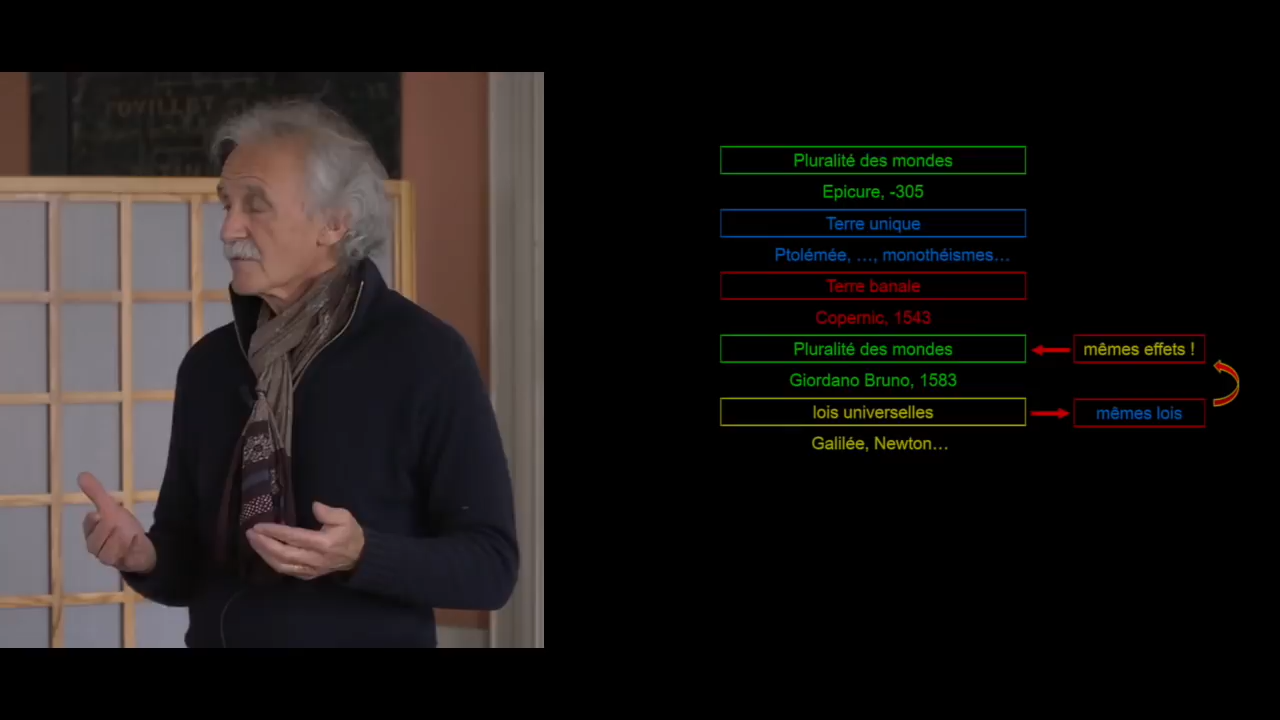 Pluralité des mondes
Epicure, -305
Terre unique
Ptolémée, …, monothéismes…
Terre banale
Copernic, 1543
Pluralité des mondes
mêmes effets !
Giordano Bruno, 1583
lois universelles
mêmes lois
Galilée, Newton…